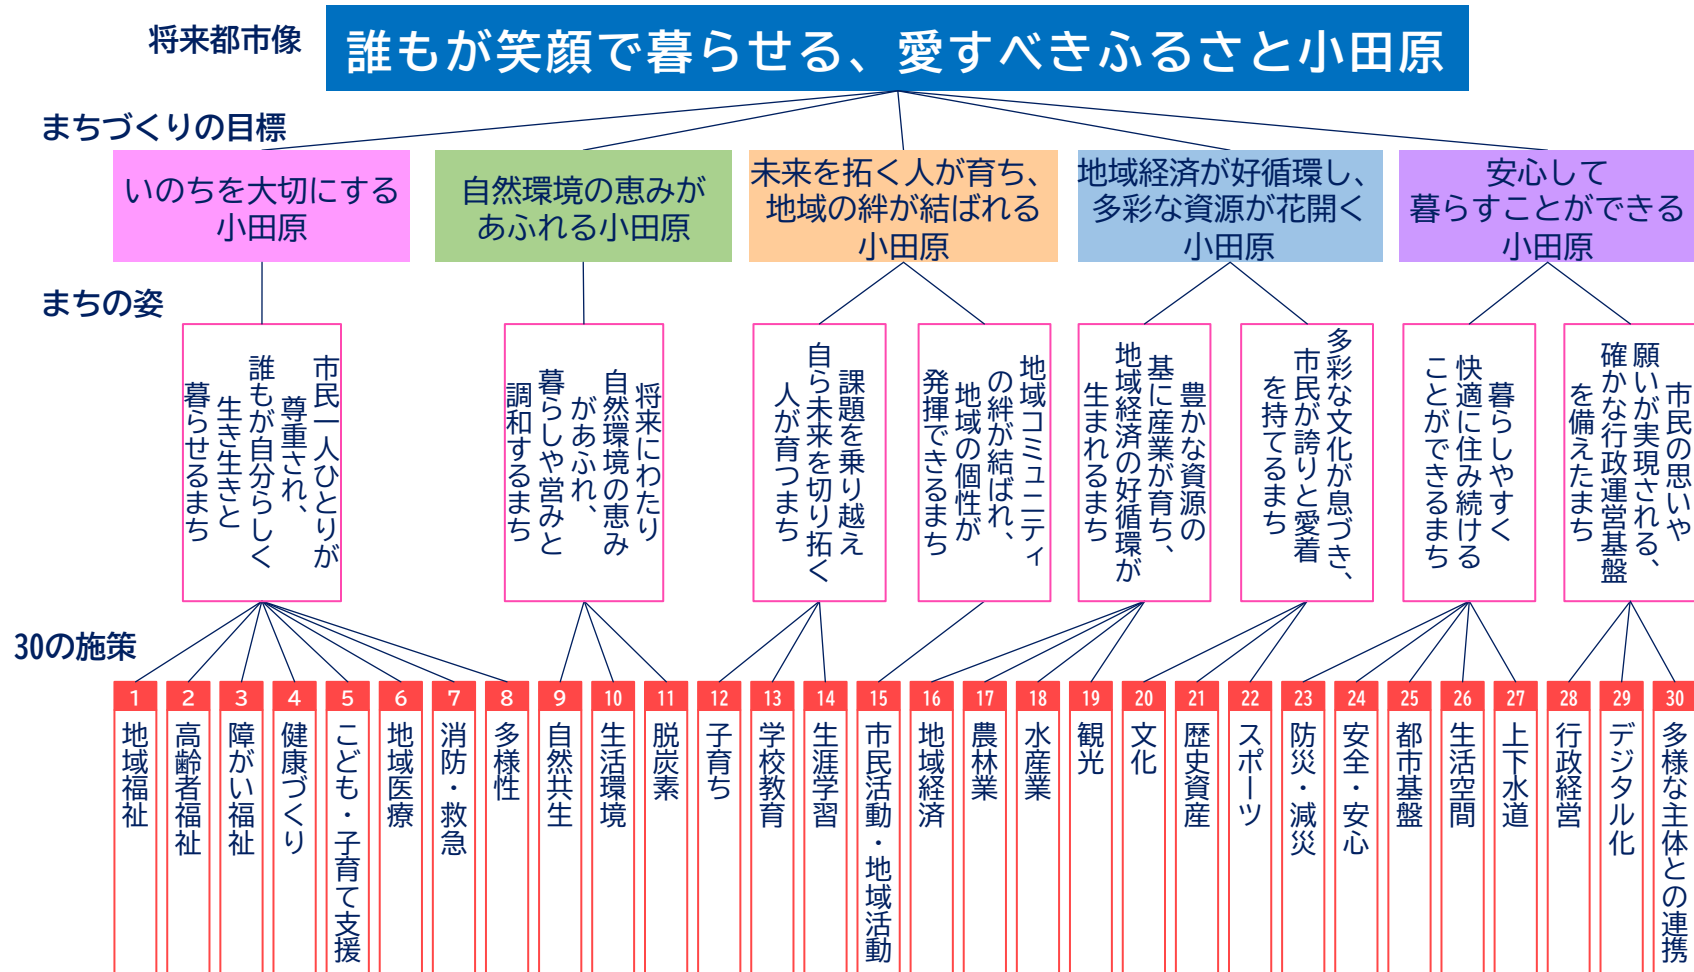 将来都市像
誰もが笑顔で暮らせる、愛すべきふるさと小田原
まちづくりの目標
いのちを大切にする
小田原
自然環境の恵みが
あふれる小田原
未来を拓く人が育ち、
地域の絆が結ばれる
小田原
地域経済が好循環し、
多彩な資源が花開く
小田原
安心して
暮らすことができる
小田原
まちの姿
市民一人ひとりが
尊重され、
誰もが自分らしく
生き生きと
暮らせるまち
将来にわたり
自然環境の恵み
があふれ、
暮らしや営みと
調和するまち
課題を乗り越え
自ら未来を切り拓く
人が育つまち
地域コミュニティ
の絆が結ばれ、
地域の個性が
発揮できるまち
豊かな資源の
基に産業が育ち、
地域経済の好循環が
生まれるまち
多彩な文化が息づき、
市民が誇りと愛着
を持てるまち
暮らしやすく
快適に住み続ける
ことができるまち
市民の思いや
願いが実現される、
確かな行政運営基盤
を備えたまち
30の施策
1
地域福祉
2
高齢者福祉
3
障がい福祉
4
健康づくり
5
こども・子育て支援
6
地域医療
7
消防・救急
8
多様性
9
自然共生
10
生活環境
11
脱炭素
12
子育ち
13
学校教育
14
生涯学習
15
市民活動・地域活動
16
地域経済
17
農林業
18
水産業
19
観光
20
文化
21
歴史資産
22
スポーツ
23
防災・減災
24
安全・安心
25
都市基盤
26
生活空間
27
上下水道
28
行政経営
29
デジタル化
30
多様な主体との連携